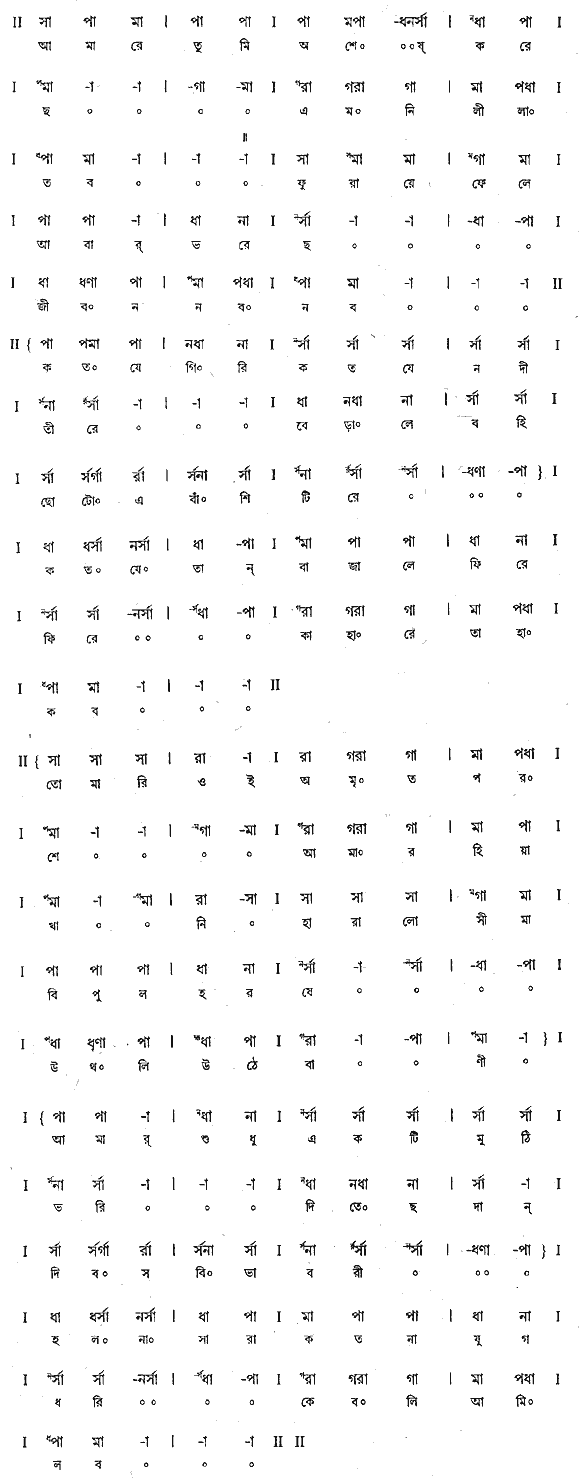 II সা পা মা | পা পা I পা মপা -ধনর্সা | ᵈধা পা I
আ মা রে তু মি অ শে০ ০০ষ্ ক রে
I মা -া -া | -গা -মা I রা গরা গা | মা পধা I
ছ ০ ০ ০ ০ এ ম০ নি লী লা০
II
I পা মা -া | -া -া I সা মা মা | গা মা I
ত ব ০ ০ ০ ফু রা য়ে ফে লে
I পা পা -া | ধা না I র্সা -া -া | -ধা -পা I
আ বা র্ ভ রে ছ ০ ০ ০ ০
I ধা ধণা পা | মা পধা I পা মা -া | -া -া II
জী ব০ ন ন ব০ ন ব ০ ০ ০
II { পা পমা পা | নধা না I র্সা র্সা র্সা | র্সা র্সা I
ক ত০ যে গি০ রি ক ত যে ন দী
I না র্সা -া | -া -া I ধা নধা না | র্সা র্সা I
তী রে ০ ০ ০ বে ড়া০ লে ব হি
I র্সা র্সর্গা র্রা | র্সনা র্সা I না র্সা র্সা | -ধণা -পা } I
ছো টো০ এ বাঁ০ শি টি রে ০ ০০ ০
I ধা ধর্সা নর্সা | ধা -পা I মা পা পা | ধা না I
ক ত০ যে০ তা ন্ বা জা লে ফি রে
I র্সা র্সা -নর্সা | ধা -পা I রা গরা গা | মা পধা I
ফি রে ০০ ০ ০ কা হা০ রে তা হা০
I পা মা -া | -া -া II
ক ব ০ ০ ০
II { সা সা সা | রা -া I রা গরা গা | মা পধা I
তো মা রি ও ই অ মৃ০ ত প র০
I মা -া -া | -গা -মা I রা গরা গা | মা পা I
শে ০ ০ ০ ০ আ মা০ র হি য়া
I মা -া -মা | রা -সা I সা সা সা | গা মা I
খা ০ ০ নি ০ হা রা লো সী মা
I পা পা পা | ধা না I র্সা -া র্সা | -ধা -পা I
বি পু ল হ র ষে ০ ০ ০ ০
I ধা ধণা পা | ধা পা I রা -া -পা | মা -া } I
উ থ০ লি উ ঠে বা ০ ০ ণী ০
I { পা পা -া | ধা না I র্সা র্সা র্সা | র্সা র্সা I
আ মা র্ শু ধু এ ক টি মু ঠি
I না র্সা -া | -া -া I ধা নধা না | র্সা -া I
ভ রি ০ ০ ০ দি তে০ ছ দা ন্
I র্সা র্সর্গা র্রা | র্সনা র্সা I না র্সা র্সা | -ধণা -পা } I
দি ব০ স বি০ ভা ব রী ০ ০০ ০
I ধা ধর্সা নর্সা | ধা পা I মা পা পা | ধা না I
হ ল০ না০ সা রা ক ত না যু গ
I র্সা র্সা -নর্সা | ধা -পা I রা গরা গা | মা পধা I
ধ রি ০০ ০ ০ কে ব০ লি আ মি০
I পা মা -া | -া -া II II
ল ব ০ ০ ০